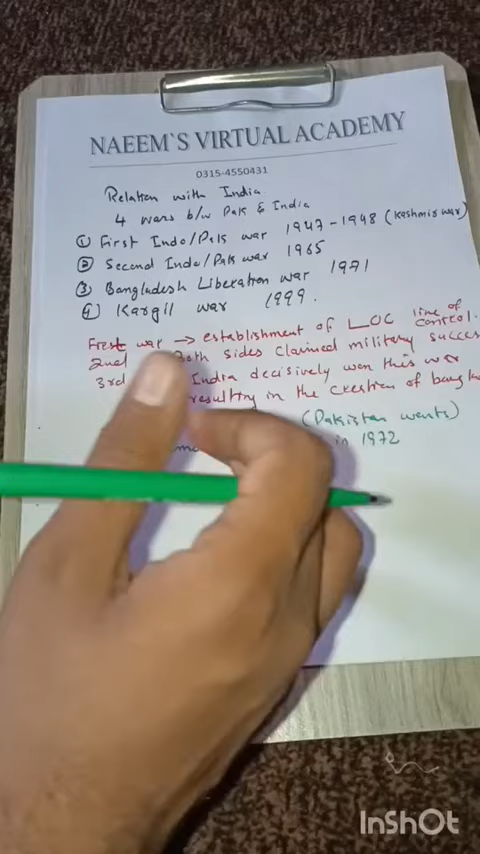 NAEEM`S VIRTUAL ACADEMY
0315-4550431
Relation with India
4 wars b/w Pak & India
① First Indo/Pak war 1947-1948 (Kashmir war)
② Second Indo/Pak war 1965
③ Bangladesh Liberation war 1971
④ Kargil war 1999.
First war → establishment of LOC line of control.
2nd Both sides claimed military succes
3rd India decisively won this war
resulting in the creation of bangla
(Pakistan wants)
in 1972
InShOt